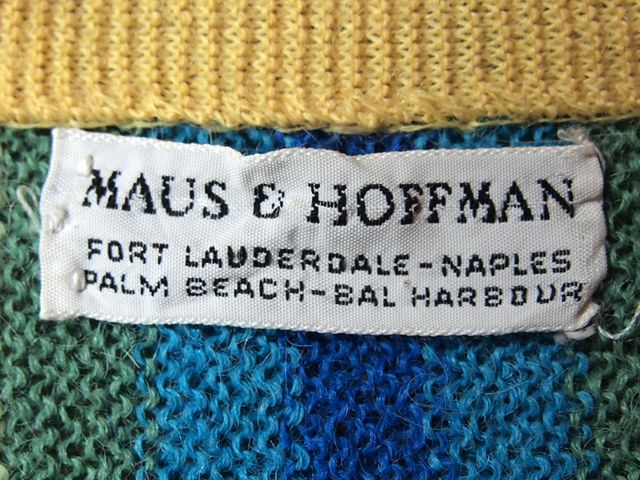 MAUS & HOFFMAN
FORT LAUDERDALE-NAPLES
PALM BEACH-BAL HARBOUR